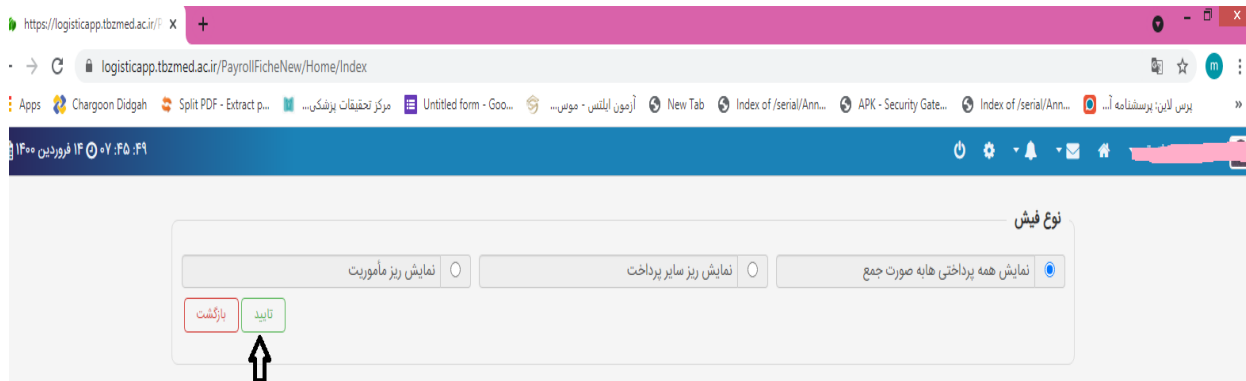 https://logisticapp.tbzmed.ac.ir/P
logisticapp.tbzmed.ac.ir/PayrollFicheNew/Home/Index
m
Apps Chargoon Didgah Split PDF - Extract p... مرکز تحقیقات پزشکی... Untitled form - Goo... آزمون ایلتس - موس... New Tab Index of /serial/Ann... APK - Security Gate... Index of /serial/Ann... پرس لاین: پرسشنامه آ...
۱۴ فروردین ۱۴۰۰ ۰۷ :۴۵ :۴۹
نوع فیش
نمایش همه پرداختی هابه صورت جمع نمایش ریز سایر پرداخت نمایش ریز مأموریت
تایید بازگشت